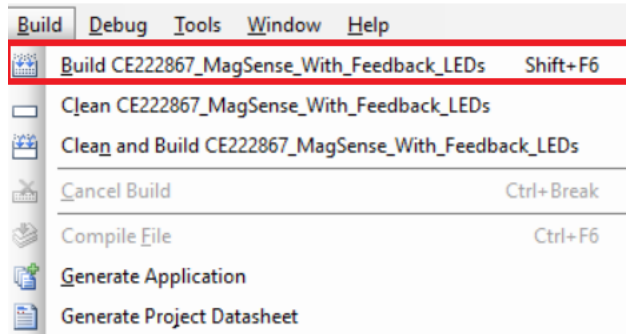 Build Debug Tools Window Help
Build CE222867_MagSense_With_Feedback_LEDs Shift+F6
Clean CE222867_MagSense_With_Feedback_LEDs
Clean and Build CE222867_MagSense_With_Feedback_LEDs
Cancel Build Ctrl+Break
Compile File Ctrl+F6
Generate Application
Generate Project Datasheet